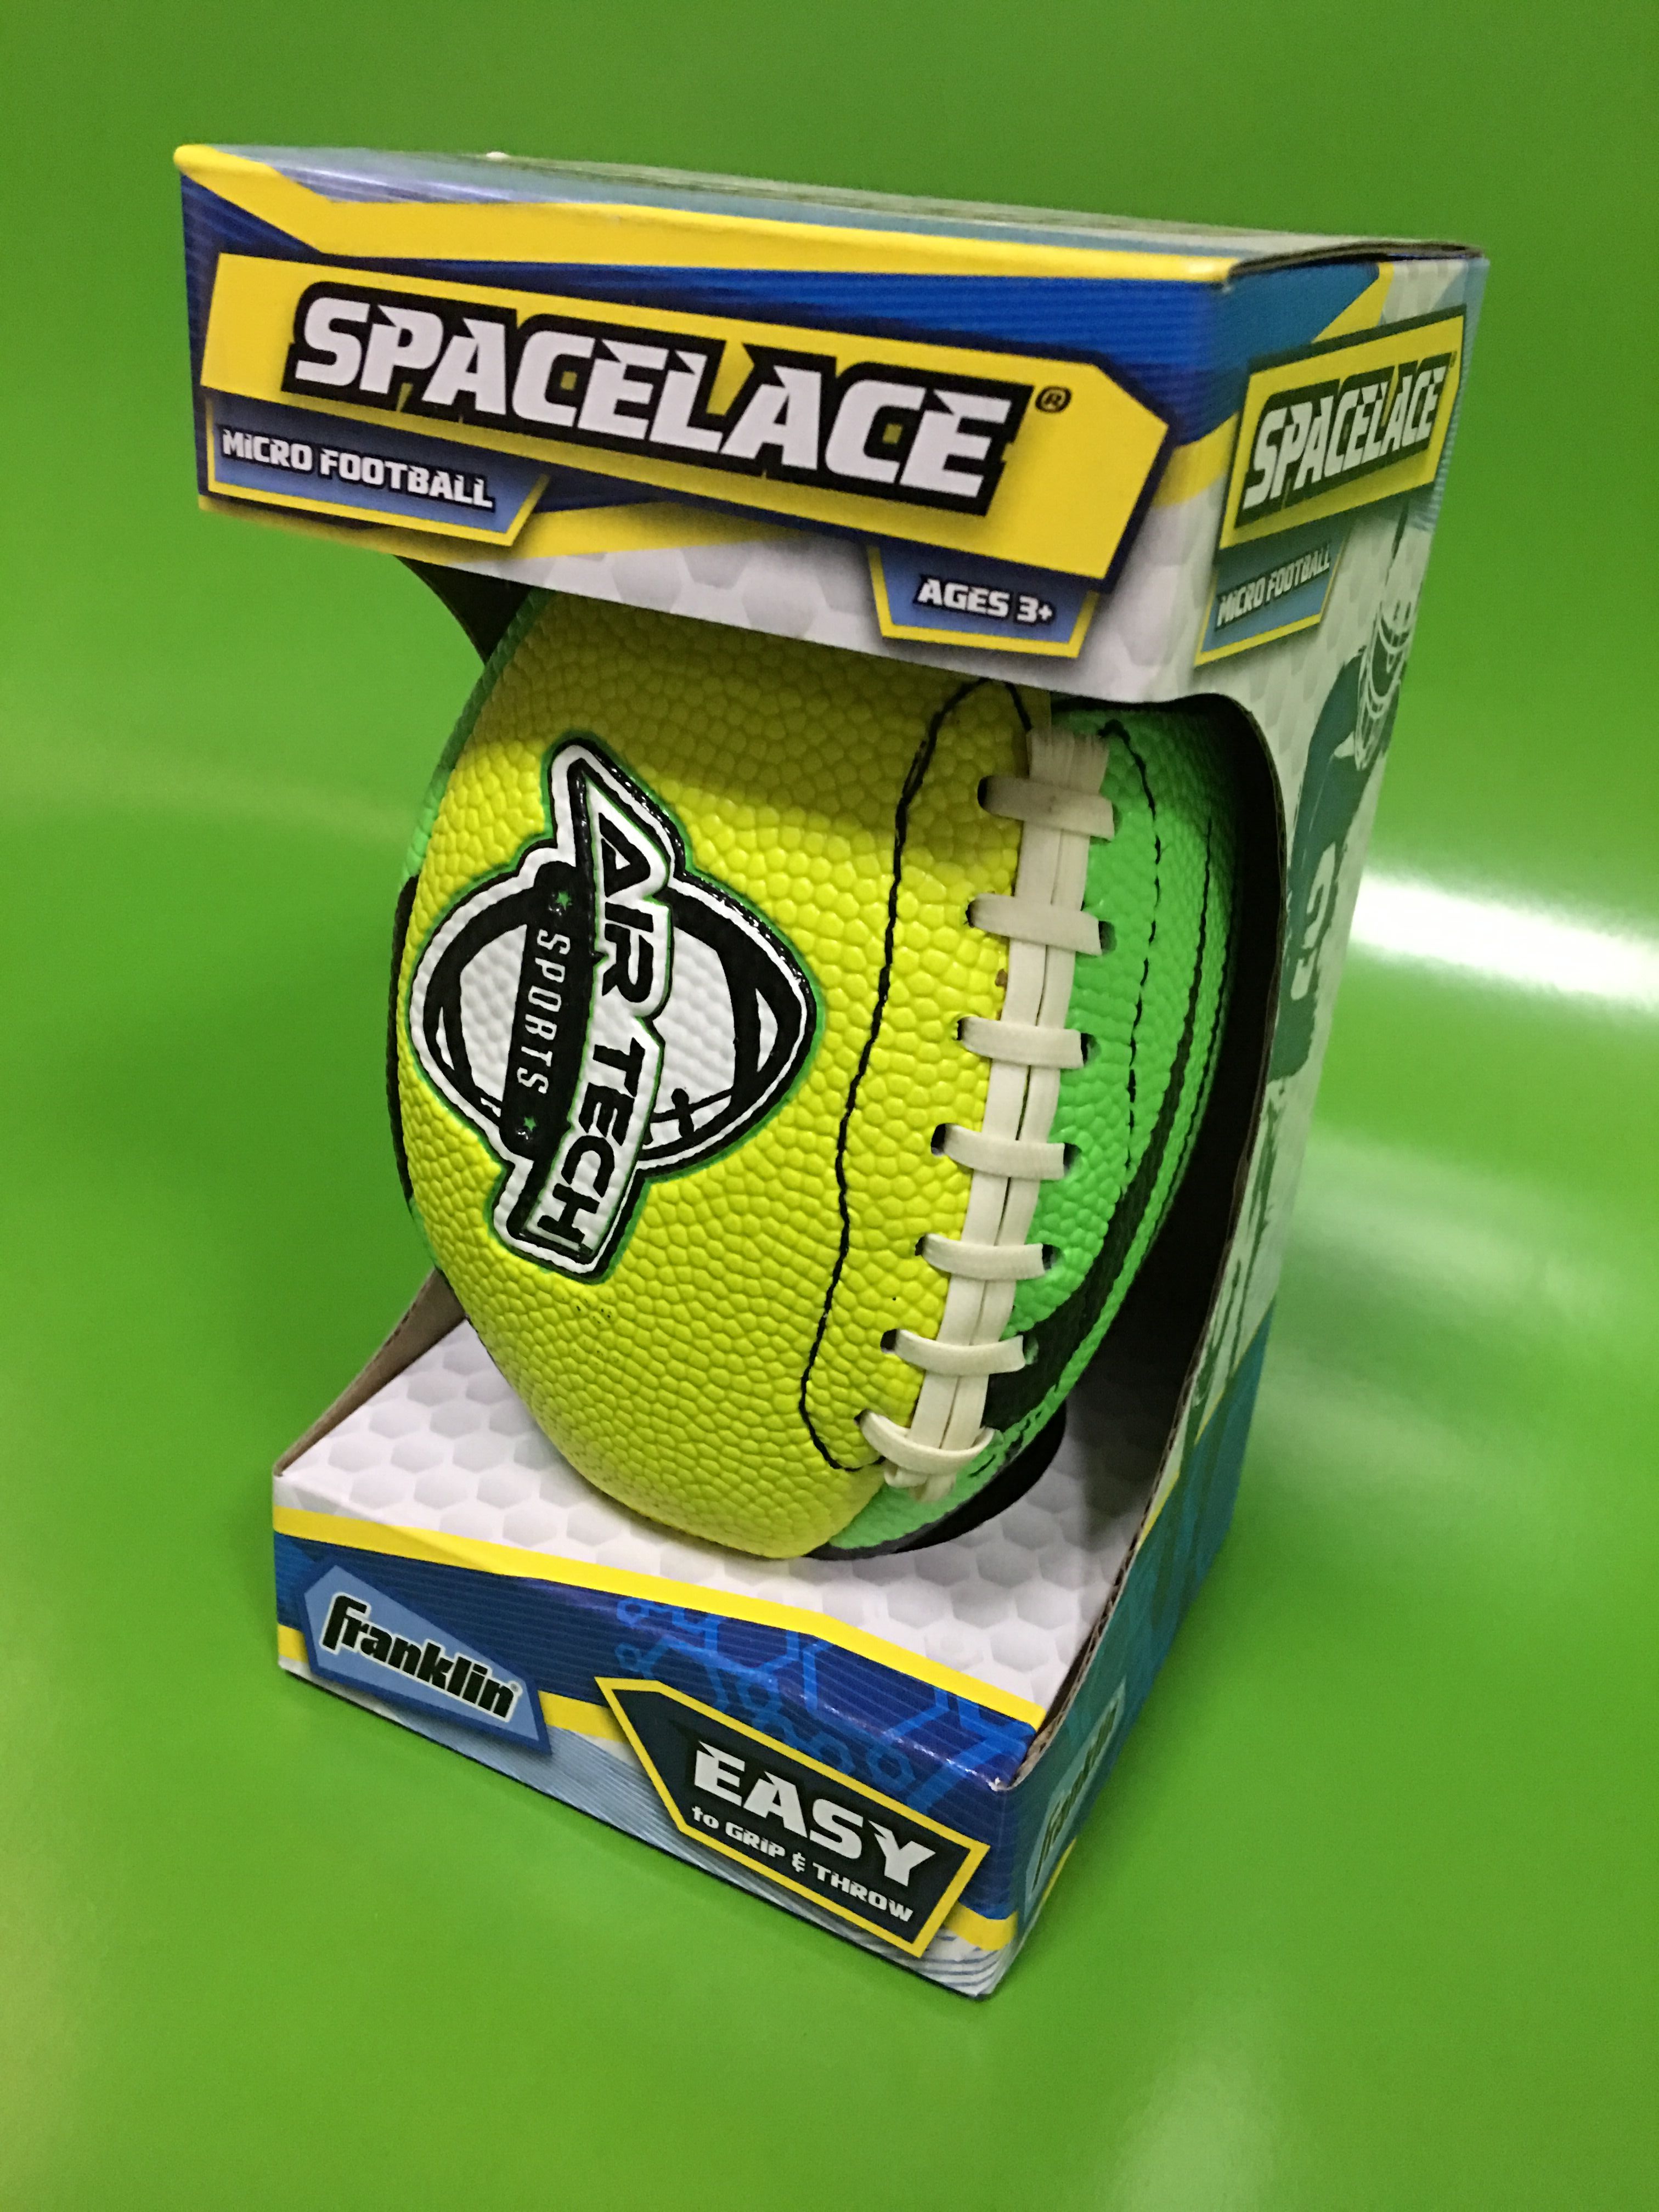 SPACELACE®
MICRO FOOTBALL
AGES 3+
SPACELACE
MICRO FOOTBALL
AIR TECH
SPORTS
franklin
EASY
to GRIP & THROW